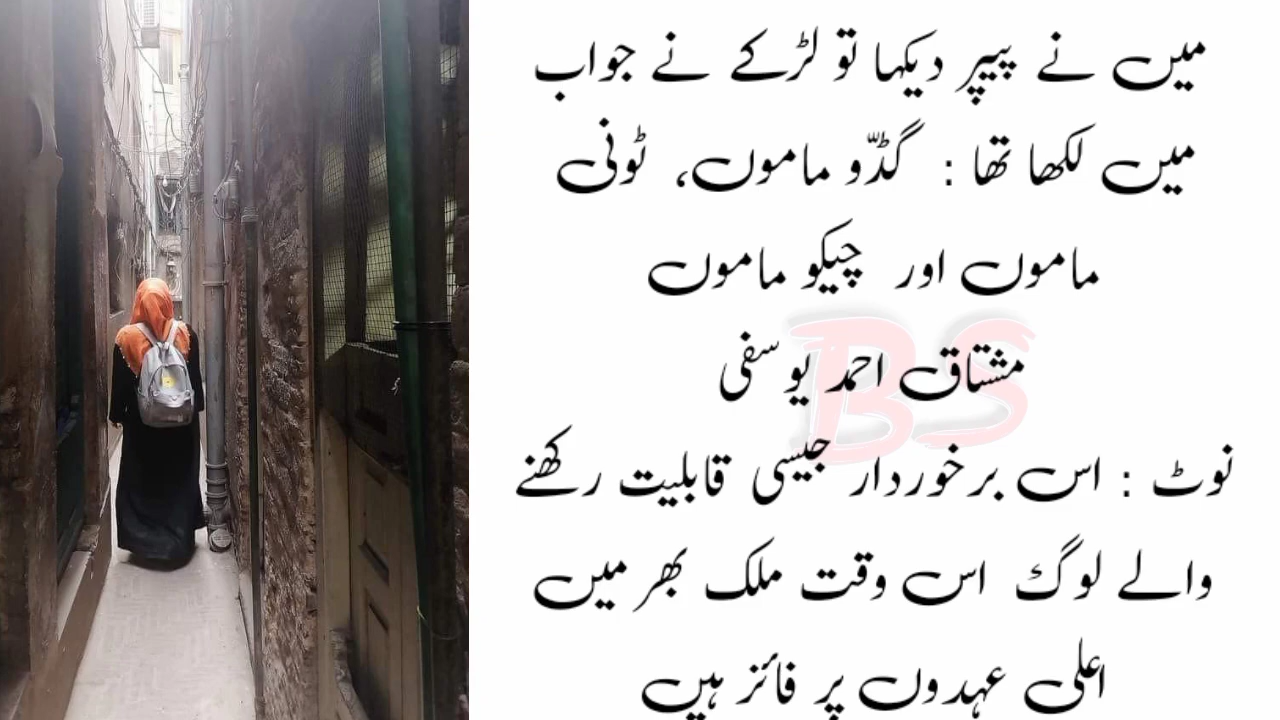 میں نے پیپر دیکھا تو لڑکے نے جواب
میں لکھا تھا : گڈّو ماموں، ٹونی
ماموں اور چیکو ماموں
مشتاق احمد یوسفی
BS
نوٹ : اس برخوردار جیسی قابلیت رکھنے
والے لوگ اس وقت ملک بھر میں
اعلی عہدوں پر فائز ہیں